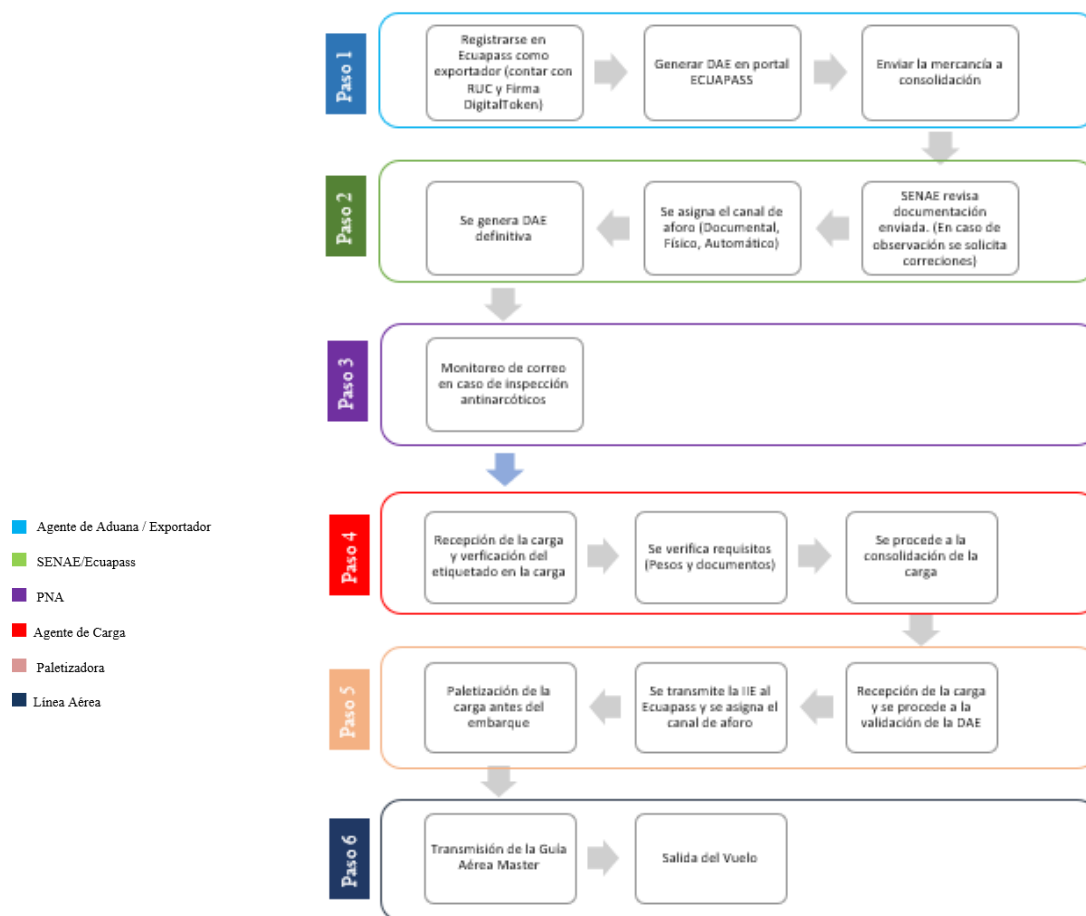 Paso 1
Registrarse en
Ecuapass como
exportador (contar con
RUC y Firma
DigitalToken)
Generar DAE en portal
ECUAPASS
Enviar la mercancía a
consolidación
Paso 2
Se genera DAE
definitiva
Se asigna el canal de
aforo (Documental,
Físico, Automático)
SENAE revisa
documentación
enviada. (En caso de
observación se solicita
correciones)
Paso 3
Monitoreo de correo
en caso de inspección
antinarcóticos
Agente de Aduana / Exportador
SENAE/Ecuapass
PNA
Agente de Carga
Paletizadora
Línea Aérea
Paso 4
Recepción de la carga
y verficación del
etiquetado en la carga
Se verifica requisitos
(Pesos y documentos)
Se procede a la
consolidación de la
carga
Paso 5
Paletización de la
carga antes del
embarque
Se transmite la IIE al
Ecuapass y se asigna el
canal de aforo
Recepción de la carga
y se procede a la
validación de la DAE
Paso 6
Transmisión de la Guía
Aérea Master
Salida del Vuelo